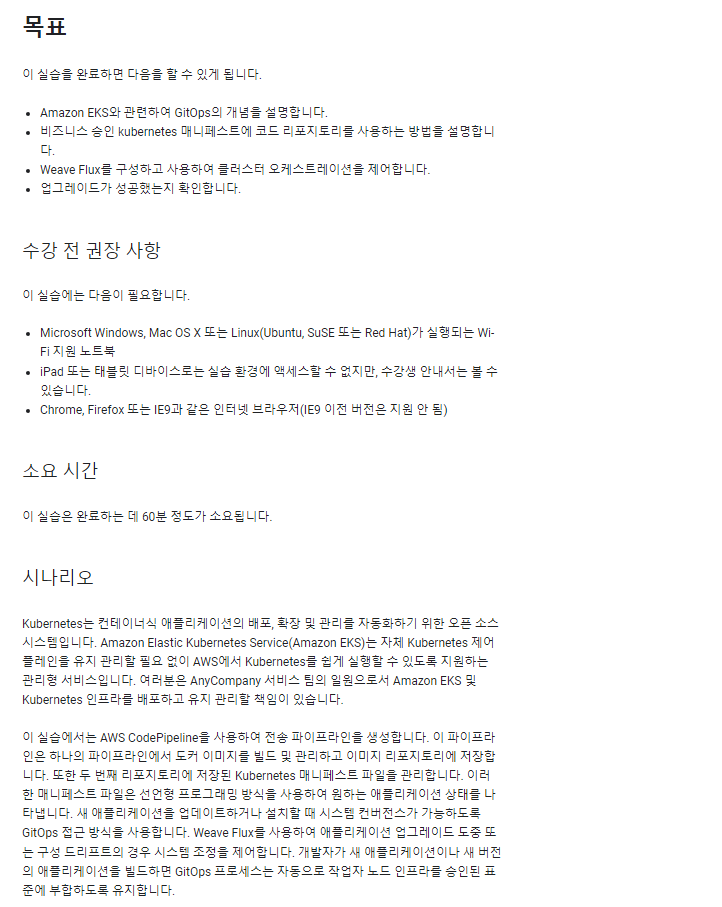 목표
이 실습을 완료하면 다음을 할 수 있게 됩니다.
Amazon EKS와 관련하여 GitOps의 개념을 설명합니다.
비즈니스 승인 kubernetes 매니페스트에 코드 리포지토리를 사용하는 방법을 설명합니
다.
Weave Flux를 구성하고 사용하여 클러스터 오케스트레이션을 제어합니다.
업그레이드가 성공했는지 확인합니다.
수강 전 권장 사항
이 실습에는 다음이 필요합니다.
Microsoft Windows, Mac OS X 또는 Linux(Ubuntu, SuSE 또는 Red Hat)가 실행되는 Wi-
Fi 지원 노트북
iPad 또는 태블릿 디바이스로는 실습 환경에 액세스할 수 없지만, 수강생 안내서는 볼 수
있습니다.
Chrome, Firefox 또는 IE9과 같은 인터넷 브라우저(IE9 이전 버전은 지원 안 됨)
소요 시간
이 실습은 완료하는 데 60분 정도가 소요됩니다.
시나리오
Kubernetes는 컨테이너식 애플리케이션의 배포, 확장 및 관리를 자동화하기 위한 오픈 소스
시스템입니다. Amazon Elastic Kubernetes Service(Amazon EKS)는 자체 Kubernetes 제어
플레인을 유지 관리할 필요 없이 AWS에서 Kubernetes를 쉽게 실행할 수 있도록 지원하는
관리형 서비스입니다. 여러분은 AnyCompany 서비스 팀의 일원으로서 Amazon EKS 및
Kubernetes 인프라를 배포하고 유지 관리할 책임이 있습니다.
이 실습에서는 AWS CodePipeline을 사용하여 전송 파이프라인을 생성합니다. 이 파이프라
인은 하나의 파이프라인에서 도커 이미지를 빌드 및 관리하고 이미지 리포지토리에 저장합
니다. 또한 두 번째 리포지토리에 저장된 Kubernetes 매니페스트 파일을 관리합니다. 이러
한 매니페스트 파일은 선언형 프로그래밍 방식을 사용하여 원하는 애플리케이션 상태를 나
타냅니다. 새 애플리케이션을 업데이트하거나 설치할 때 시스템 컨버전스가 가능하도록
GitOps 접근 방식을 사용합니다. Weave Flux를 사용하여 애플리케이션 업그레이드 도중 또
는 구성 드리프트의 경우 시스템 조정을 제어합니다. 개발자가 새 애플리케이션이나 새 버전
의 애플리케이션을 빌드하면 GitOps 프로세스는 자동으로 작업자 노드 인프라를 승인된 표
준에 부합하도록 유지합니다.